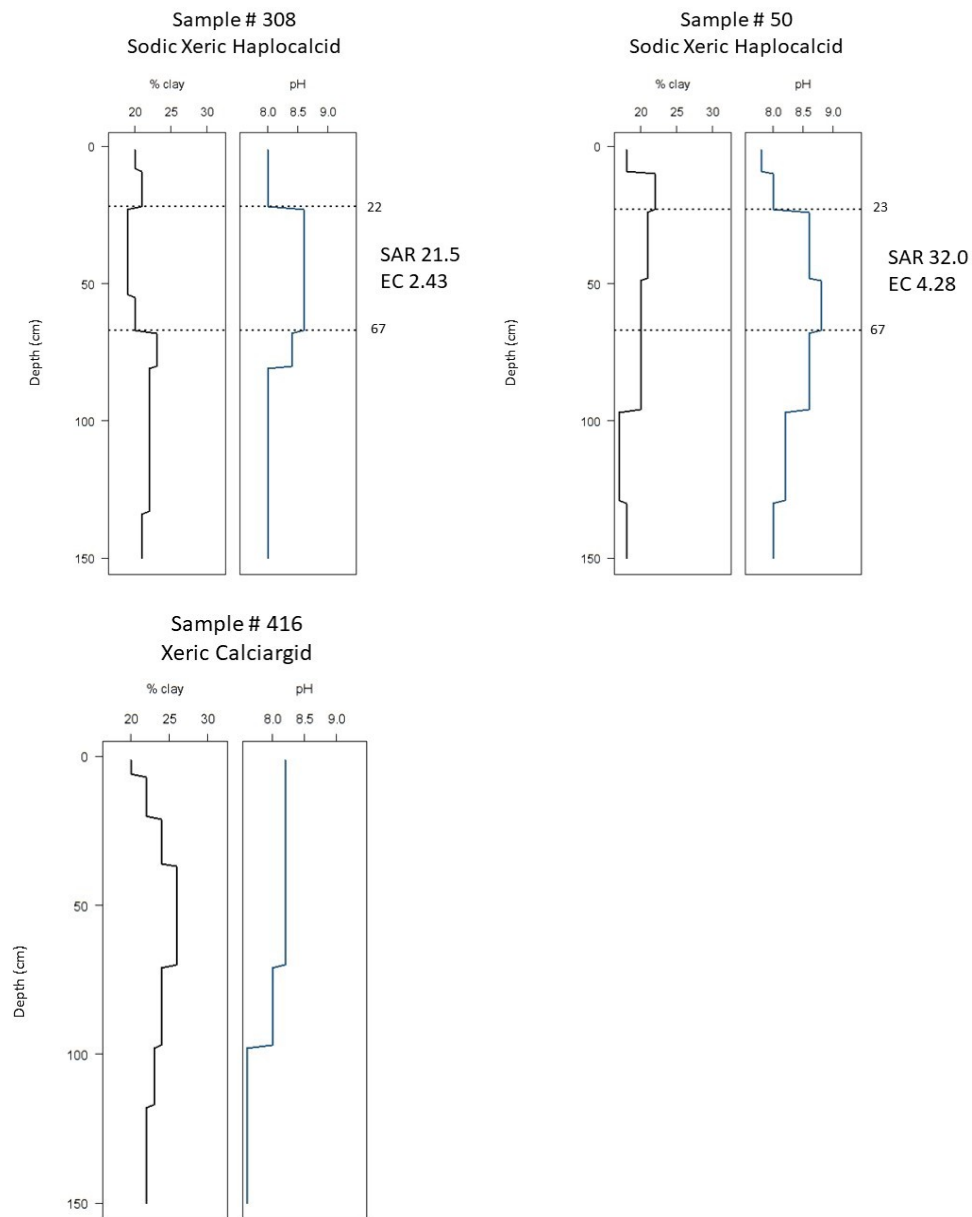 Sample # 308
Sodic Xeric Haplocalcid
% clay
pH
20 25 30
8.0 8.5 9.0
0
50
100
150
Depth (cm)
22
67
SAR 21.5
EC 2.43
Sample # 50
Sodic Xeric Haplocalcid
% clay
pH
20 25 30
8.0 8.5 9.0
0
50
100
150
Depth (cm)
23
67
SAR 32.0
EC 4.28
Sample # 416
Xeric Calciargid
% clay
pH
20 25 30
8.0 8.5 9.0
0
50
100
150
Depth (cm)